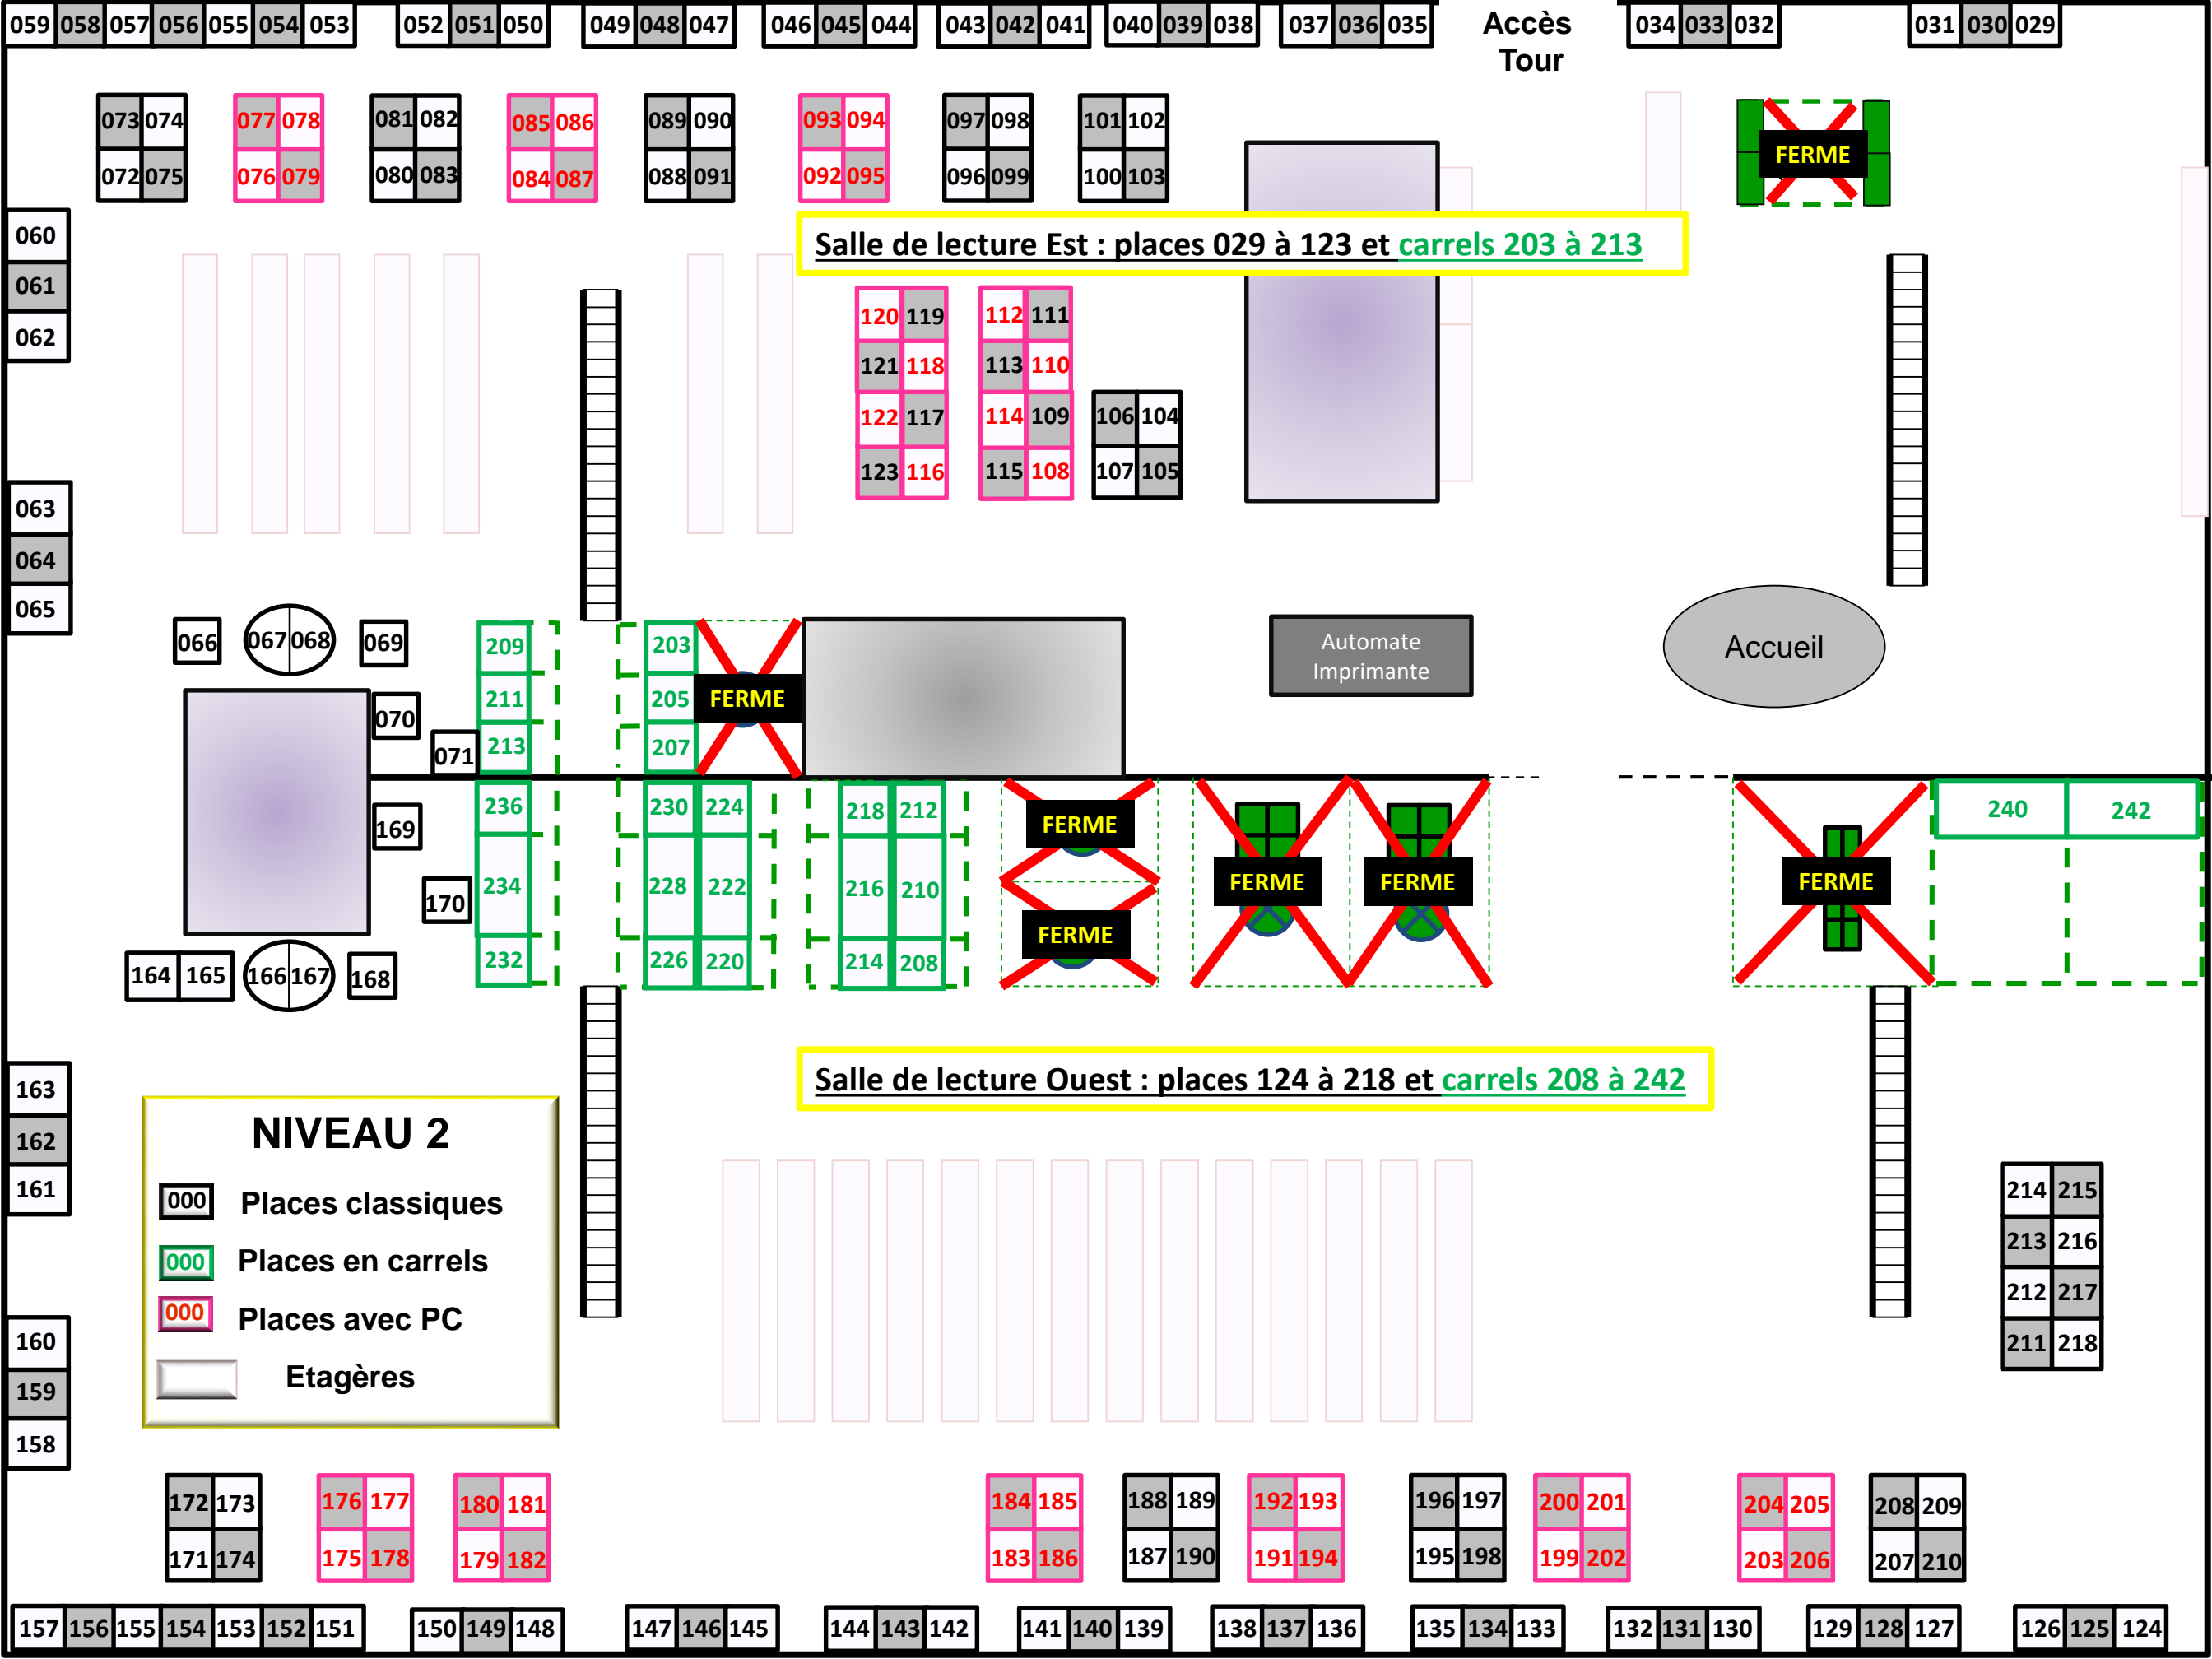 059 058 057 056 055 054 053 052 051 050 049 048 047 046 045 044 043 042 041 040 039 038 037 036 035 Accès 034 033 032 031 030 029
Tour
073 074 077 078 081 082 085 086 089 090 093 094 097 098 101 102
FERME
072 075 076 079 080 083 084 087 088 091 092 095 096 099 100 103
060
Salle de lecture Est : places 029 à 123 et carrels 203 à 213
061
062
120 119 112 111
121 118 113 110
122 117 114 109 106 104
123 116 115 108 107 105
063
064
065
066 067 068 069 209 203
Automate
Imprimante
Accueil
211 205 FERME
070
071 213 207
236 230 224 218 212 FERME 240 242
169
234 228 222 216 210 FERME FERME FERME
170
FERME
232 226 220 214 208
164 165 166 167 168
163
Salle de lecture Ouest : places 124 à 218 et carrels 208 à 242
162
161
NIVEAU 2
000 Places classiques
000 Places en carrels
000 Places avec PC
Etagères
214 215
213 216
212 217
211 218
160
159
158
172 173 176 177 180 181 184 185 188 189 192 193 196 197 200 201 204 205 208 209
171 174 175 178 179 182 183 186 187 190 191 194 195 198 199 202 203 206 207 210
157 156 155 154 153 152 151 150 149 148 147 146 145 144 143 142 141 140 139 138 137 136 135 134 133 132 131 130 129 128 127 126 125 124